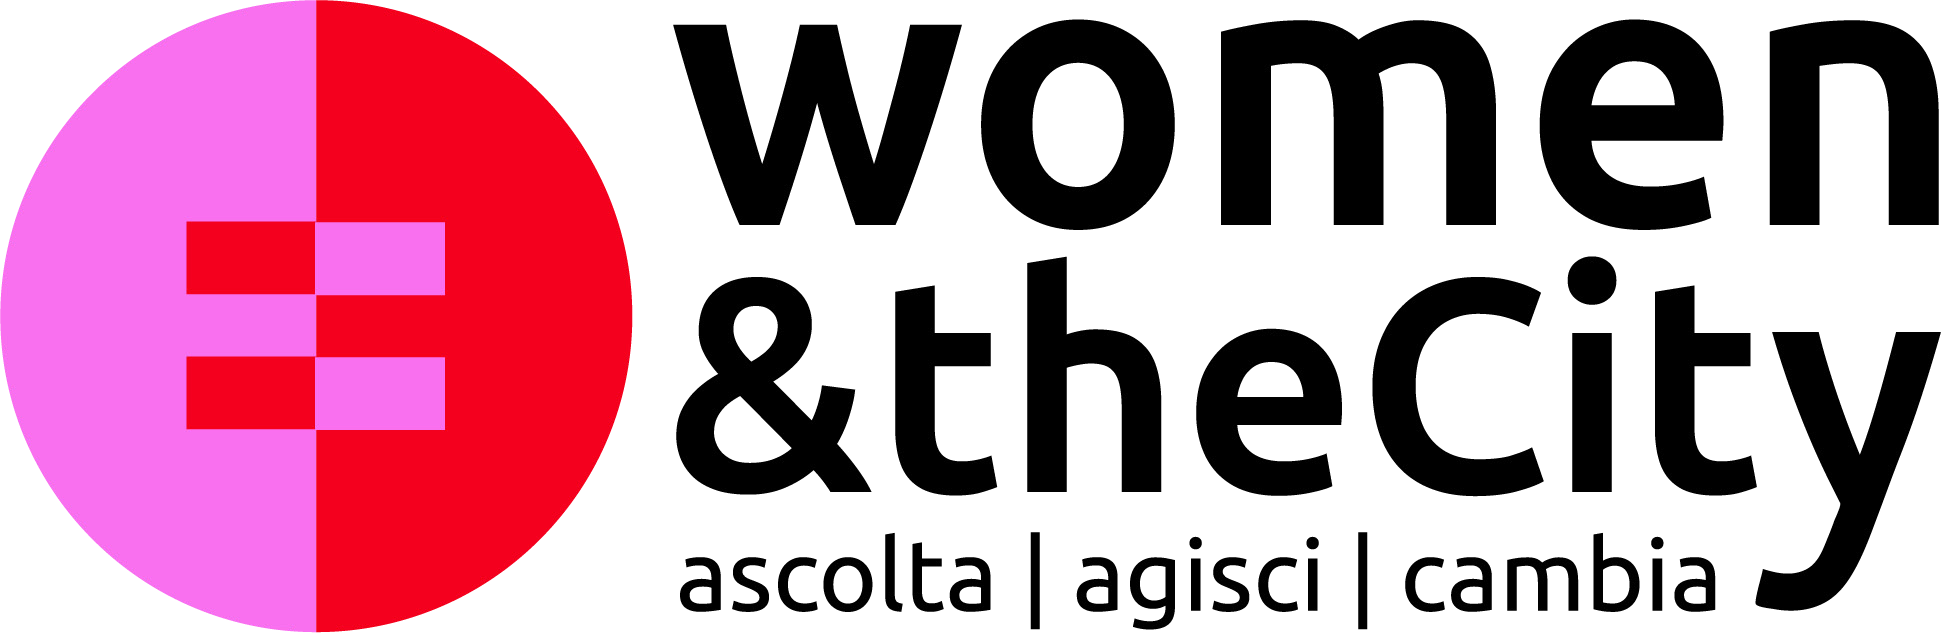 women
&theCity
ascolta | agisci | cambia